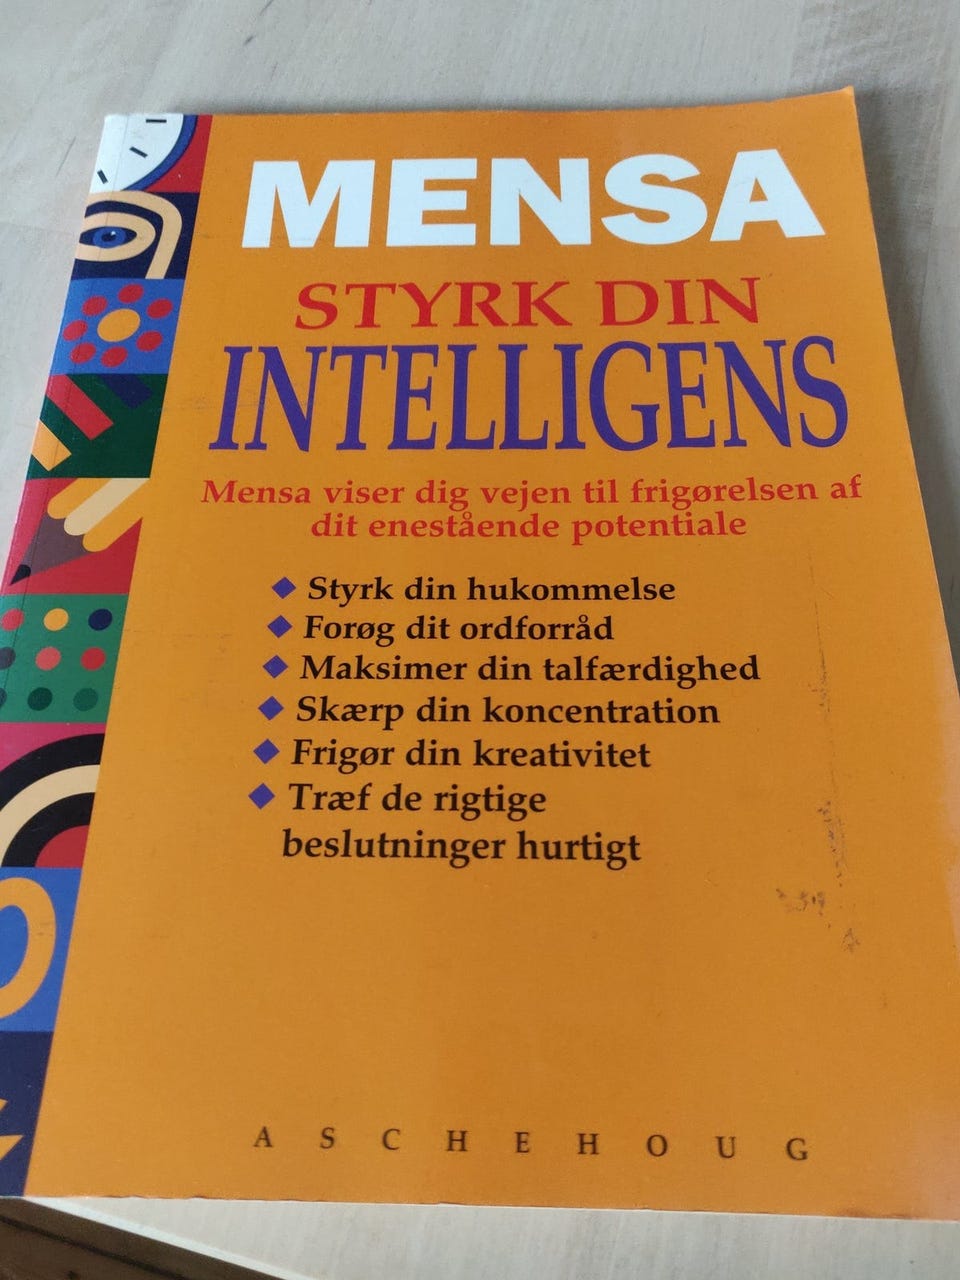 MENSA
STYRK DIN
INTELLIGENS
Mensa viser dig vejen til frigørelsen af
dit enestående potentiale
Styrk din hukommelse
Forøg dit ordforråd
Maksimer din talfærdighed
Skærp din koncentration
Frigør din kreativitet
Træf de rigtige
beslutninger hurtigt
ASCHEHOUG